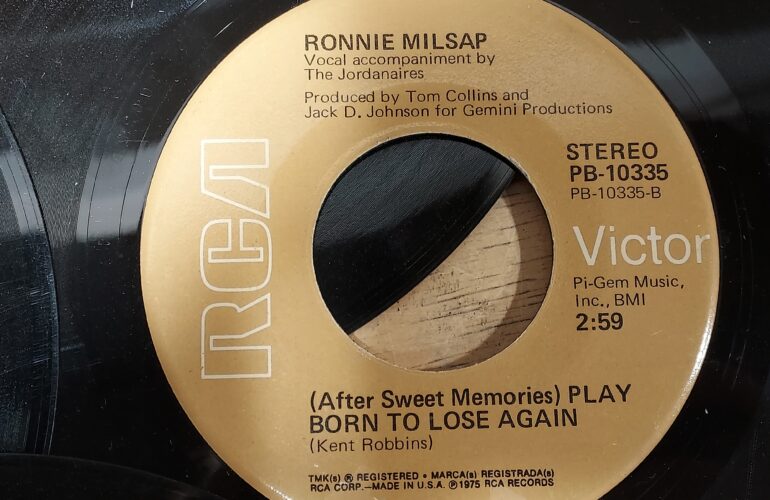 RONNIE MILSAP
Vocal accompaniment by
The Jordanaires
Produced by Tom Collins and
Jack D. Johnson for Gemini Productions
STEREO
PB-10335
PB-10335-B
RCA
Victor
Pi-Gem Music,
Inc., BMI
2:59
(After Sweet Memories) PLAY
BORN TO LOSE AGAIN
(Kent Robbins)
TMK(s) ® REGISTERED • MARCA(s) REGISTRADA(s)
RCA CORP.—MADE IN U.S.A. ℗ 1975 RCA RECORDS